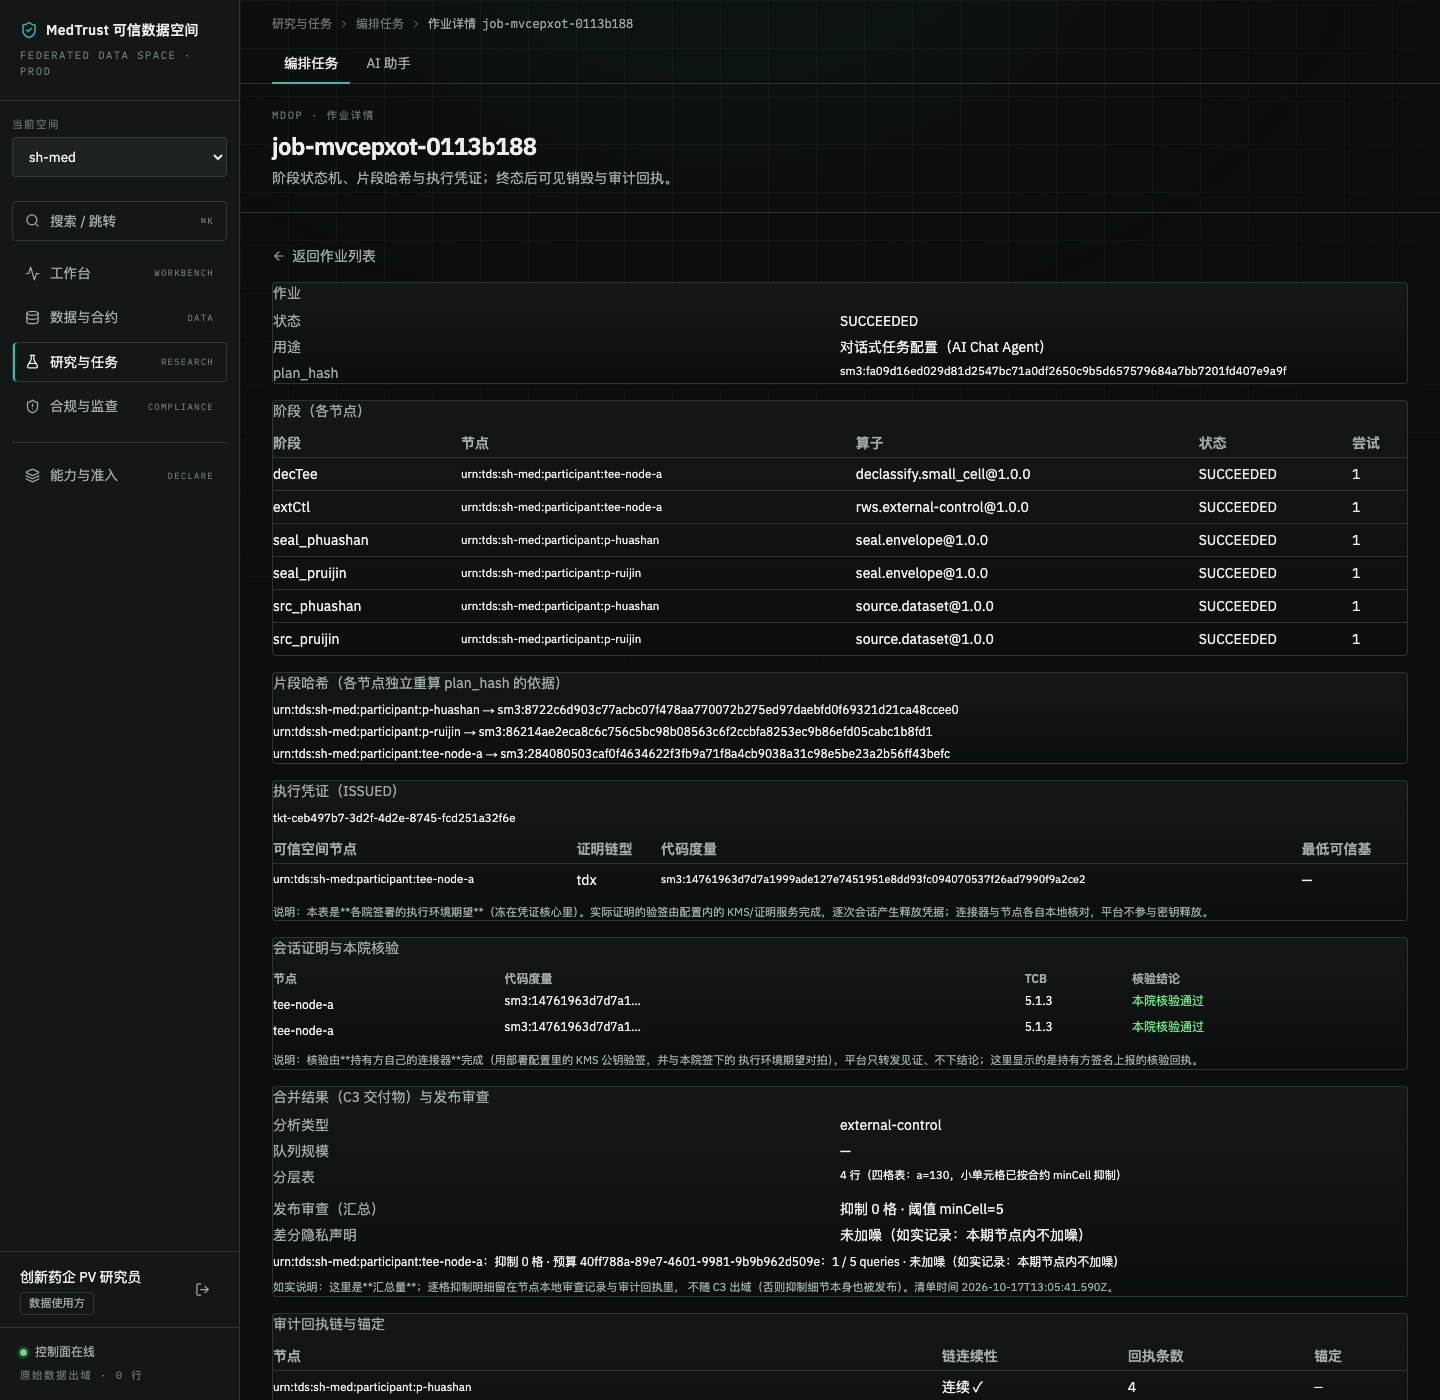 MedTrust 可信数据空间
FEDERATED DATA SPACE ·
PROD
当前空间
sh-med
搜索 / 跳转 ⌘K
工作台 WORKBENCH
数据与合约 DATA
研究与任务 RESEARCH
合规与监查 COMPLIANCE
能力与准入 DECLARE
创新药企 PV 研究员
数据使用方
控制面在线
原始数据出域 · 0 行
研究与任务 › 编排任务 › 作业详情 job-mvcepxot-0113b188
编排任务 AI 助手
MDOP · 作业详情
job-mvcepxot-0113b188
阶段状态机、片段哈希与执行凭证；终态后可见销毁与审计回执。
← 返回作业列表
作业
状态 SUCCEEDED
用途 对话式任务配置（AI Chat Agent）
plan_hash sm3:fa09d16ed029d81d2547bc71a0df2650c9b5d657579684a7bb7201fd407e9a9f
阶段（各节点）
阶段 节点 算子 状态 尝试
decTee urn:tds:sh-med:participant:tee-node-a declassify.small_cell@1.0.0 SUCCEEDED 1
extCtl urn:tds:sh-med:participant:tee-node-a rws.external-control@1.0.0 SUCCEEDED 1
seal_phuashan urn:tds:sh-med:participant:p-huashan seal.envelope@1.0.0 SUCCEEDED 1
seal_pruijin urn:tds:sh-med:participant:p-ruijin seal.envelope@1.0.0 SUCCEEDED 1
src_phuashan urn:tds:sh-med:participant:p-huashan source.dataset@1.0.0 SUCCEEDED 1
src_pruijin urn:tds:sh-med:participant:p-ruijin source.dataset@1.0.0 SUCCEEDED 1
片段哈希（各节点独立重算 plan_hash 的依据）
urn:tds:sh-med:participant:p-huashan → sm3:8722c6d903c77acbc07f478aa770072b275ed97daebfd0f69321d21ca48ccee0
urn:tds:sh-med:participant:p-ruijin → sm3:86214ae2eca8c6c756c5bc98b08563c6f2ccbfa8253ec9b86efd05cabc1b8fd1
urn:tds:sh-med:participant:tee-node-a → sm3:284080503caf0f4634622f3fb9a71f8a4cb9038a31c98e5be23a2b56ff43befc
执行凭证（ISSUED）
tkt-ceb497b7-3d2f-4d2e-8745-fcd251a32f6e
可信空间节点 证明链型 代码度量 最低可信基
urn:tds:sh-med:participant:tee-node-a tdx sm3:14761963d7d7a1999ade127e7451951e8dd93fc094070537f26ad7990f9a2ce2 —
说明：本表是**各院签署的执行环境期望**（冻在凭证核心里）。实际证明的验签由配置内的 KMS/证明服务完成，逐次会话产生释放凭据；连接器与节点各自本地核对，平台不参与密钥释放。
会话证明与本院核验
节点 代码度量 TCB 核验结论
tee-node-a sm3:14761963d7d7a1… 5.1.3 本院核验通过
tee-node-a sm3:14761963d7d7a1… 5.1.3 本院核验通过
说明：核验由**持有方自己的连接器**完成（用部署配置里的 KMS 公钥验签，并与本院签下的 执行环境期望对拍），平台只转发见证、不下结论；这里显示的是持有方签名上报的核验回执。
合并结果（C3 交付物）与发布审查
分析类型 external-control
队列规模 —
分层表 4 行（四格表：a=130，小单元格已按合约 minCell 抑制）
发布审查（汇总） 抑制 0 格 · 阈值 minCell=5
差分隐私声明 未加噪（如实记录：本期节点内不加噪）
urn:tds:sh-med:participant:tee-node-a：抑制 0 格 · 预算 40ff788a-89e7-4601-9981-9b9b962d509e：1 / 5 queries · 未加噪（如实记录：本期节点内不加噪）
如实说明：这里是**汇总量**；逐格抑制明细留在节点本地审查记录与审计回执里， 不随 C3 出域（否则抑制细节本身也被发布）。清单时间 2026-10-17T13:05:41.590Z。
审计回执链与锚定
节点 链连续性 回执条数 锚定
urn:tds:sh-med:participant:p-huashan 连续 ✓ 4 —